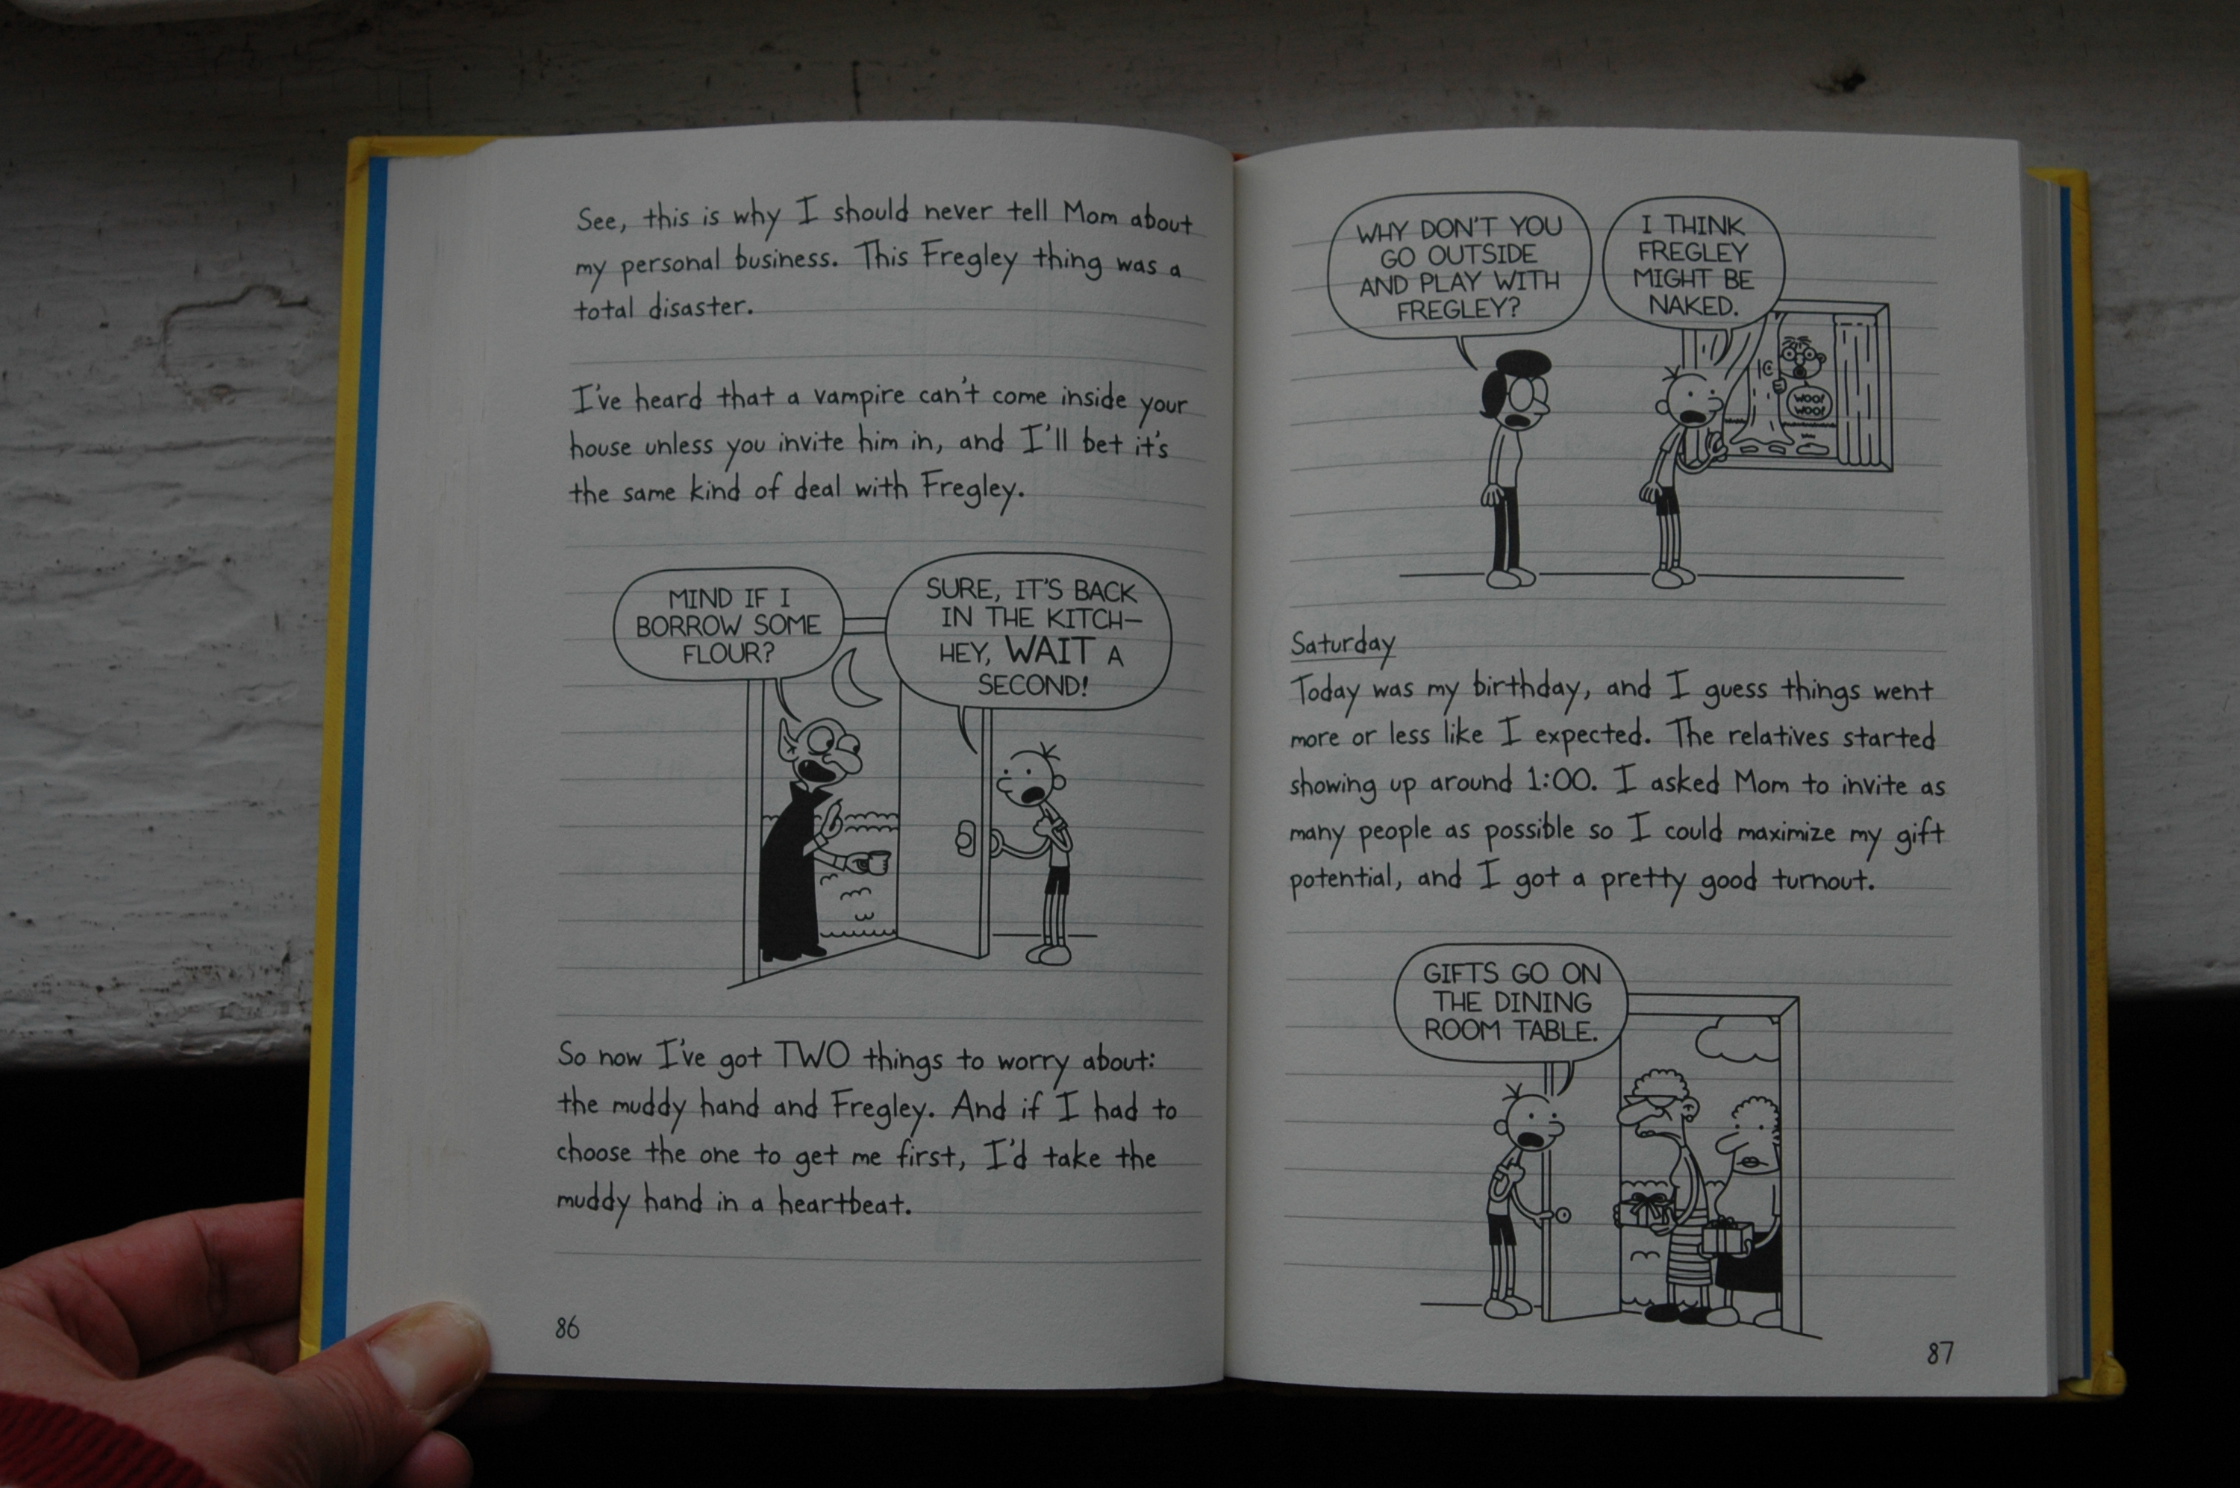 See, this is why I should never tell Mom about
my personal business. This Fregley thing was a
total disaster.
I've heard that a vampire can't come inside your
house unless you invite him in, and I'll bet it's
the same kind of deal with Fregley.
MIND IF I
BORROW SOME
FLOUR?
SURE, IT'S BACK
IN THE KITCH—
HEY, WAIT A
SECOND!
So now I've got TWO things to worry about:
the muddy hand and Fregley. And if I had to
choose the one to get me first, I'd take the
muddy hand in a heartbeat.
86
WHY DON'T YOU
GO OUTSIDE
AND PLAY WITH
FREGLEY?
I THINK
FREGLEY
MIGHT BE
NAKED.
WOO!
WOO!
Saturday
Today was my birthday, and I guess things went
more or less like I expected. The relatives started
showing up around 1:00. I asked Mom to invite as
many people as possible so I could maximize my gift
potential, and I got a pretty good turnout.
GIFTS GO ON
THE DINING
ROOM TABLE.
87